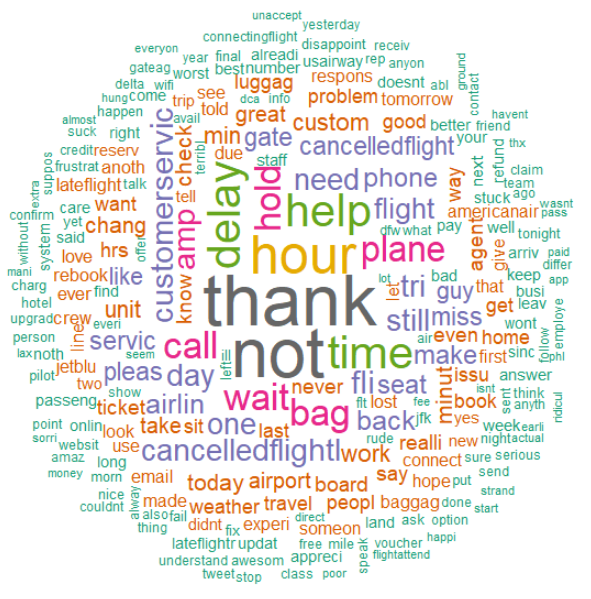 unaccept
yesterday
connectingflight
everyon year final alreadi disappoint receiv
gateag worst bestnumber usairway rep anyon
delta wifi luggag respons doesnt abl ground
hung come trip see problem tomorrow contact
happen dca info
almost avail told great custom good better friend havent
suck right min gate cancelledflight your thx
credit reserv check due staff next refund claim
frustrat anoth terribl need phone stuck team
suppos lateflight talk tell hold way americanair ago wasnt
extra confirm want customerservic delay help flight dfw what pay well pass
without care chang amp hour plane agent give tonight
system yet said hrs know offer arriv paid
mani love like thank lot let tri bad that differ
charg rebook find air guy keep app
hotel ever unit not still miss get busi
upgrad crew everi time leav employe
person line servic call leftill make even home wont follow
lax noth seem first sinc phl
pilot jetblu pleas day wait fli seat issu answer ridicul
two show bag never flt fee minut book isnt think
passeng ticket airlin one back jfk sent anyth
point onlin take sit last lost yes week earli
sorri look cancelledflightl rude realli new nightactual
websit use work connect sure serious
amaz long today airport board say hope put send
money morn email strand
nice alway made weather travel peopl baggag done start
couldnt also fail didnt experi someon land ask option
thing fix direct happi
lateflightr updat free mile speak voucher
understand awesom appreci flightattend
tweet stop class poor